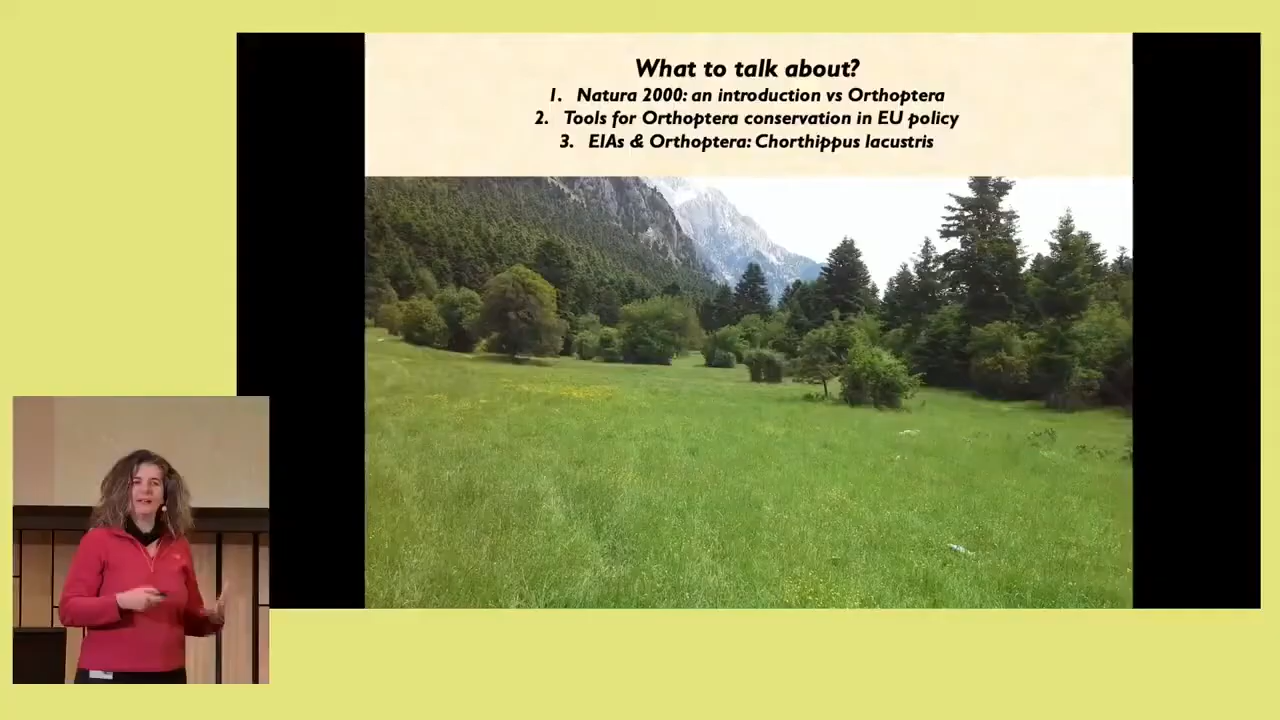 What to talk about?
1. Natura 2000: an introduction vs Orthoptera
2. Tools for Orthoptera conservation in EU policy
3. EIAs & Orthoptera: Chorthippus lacustris